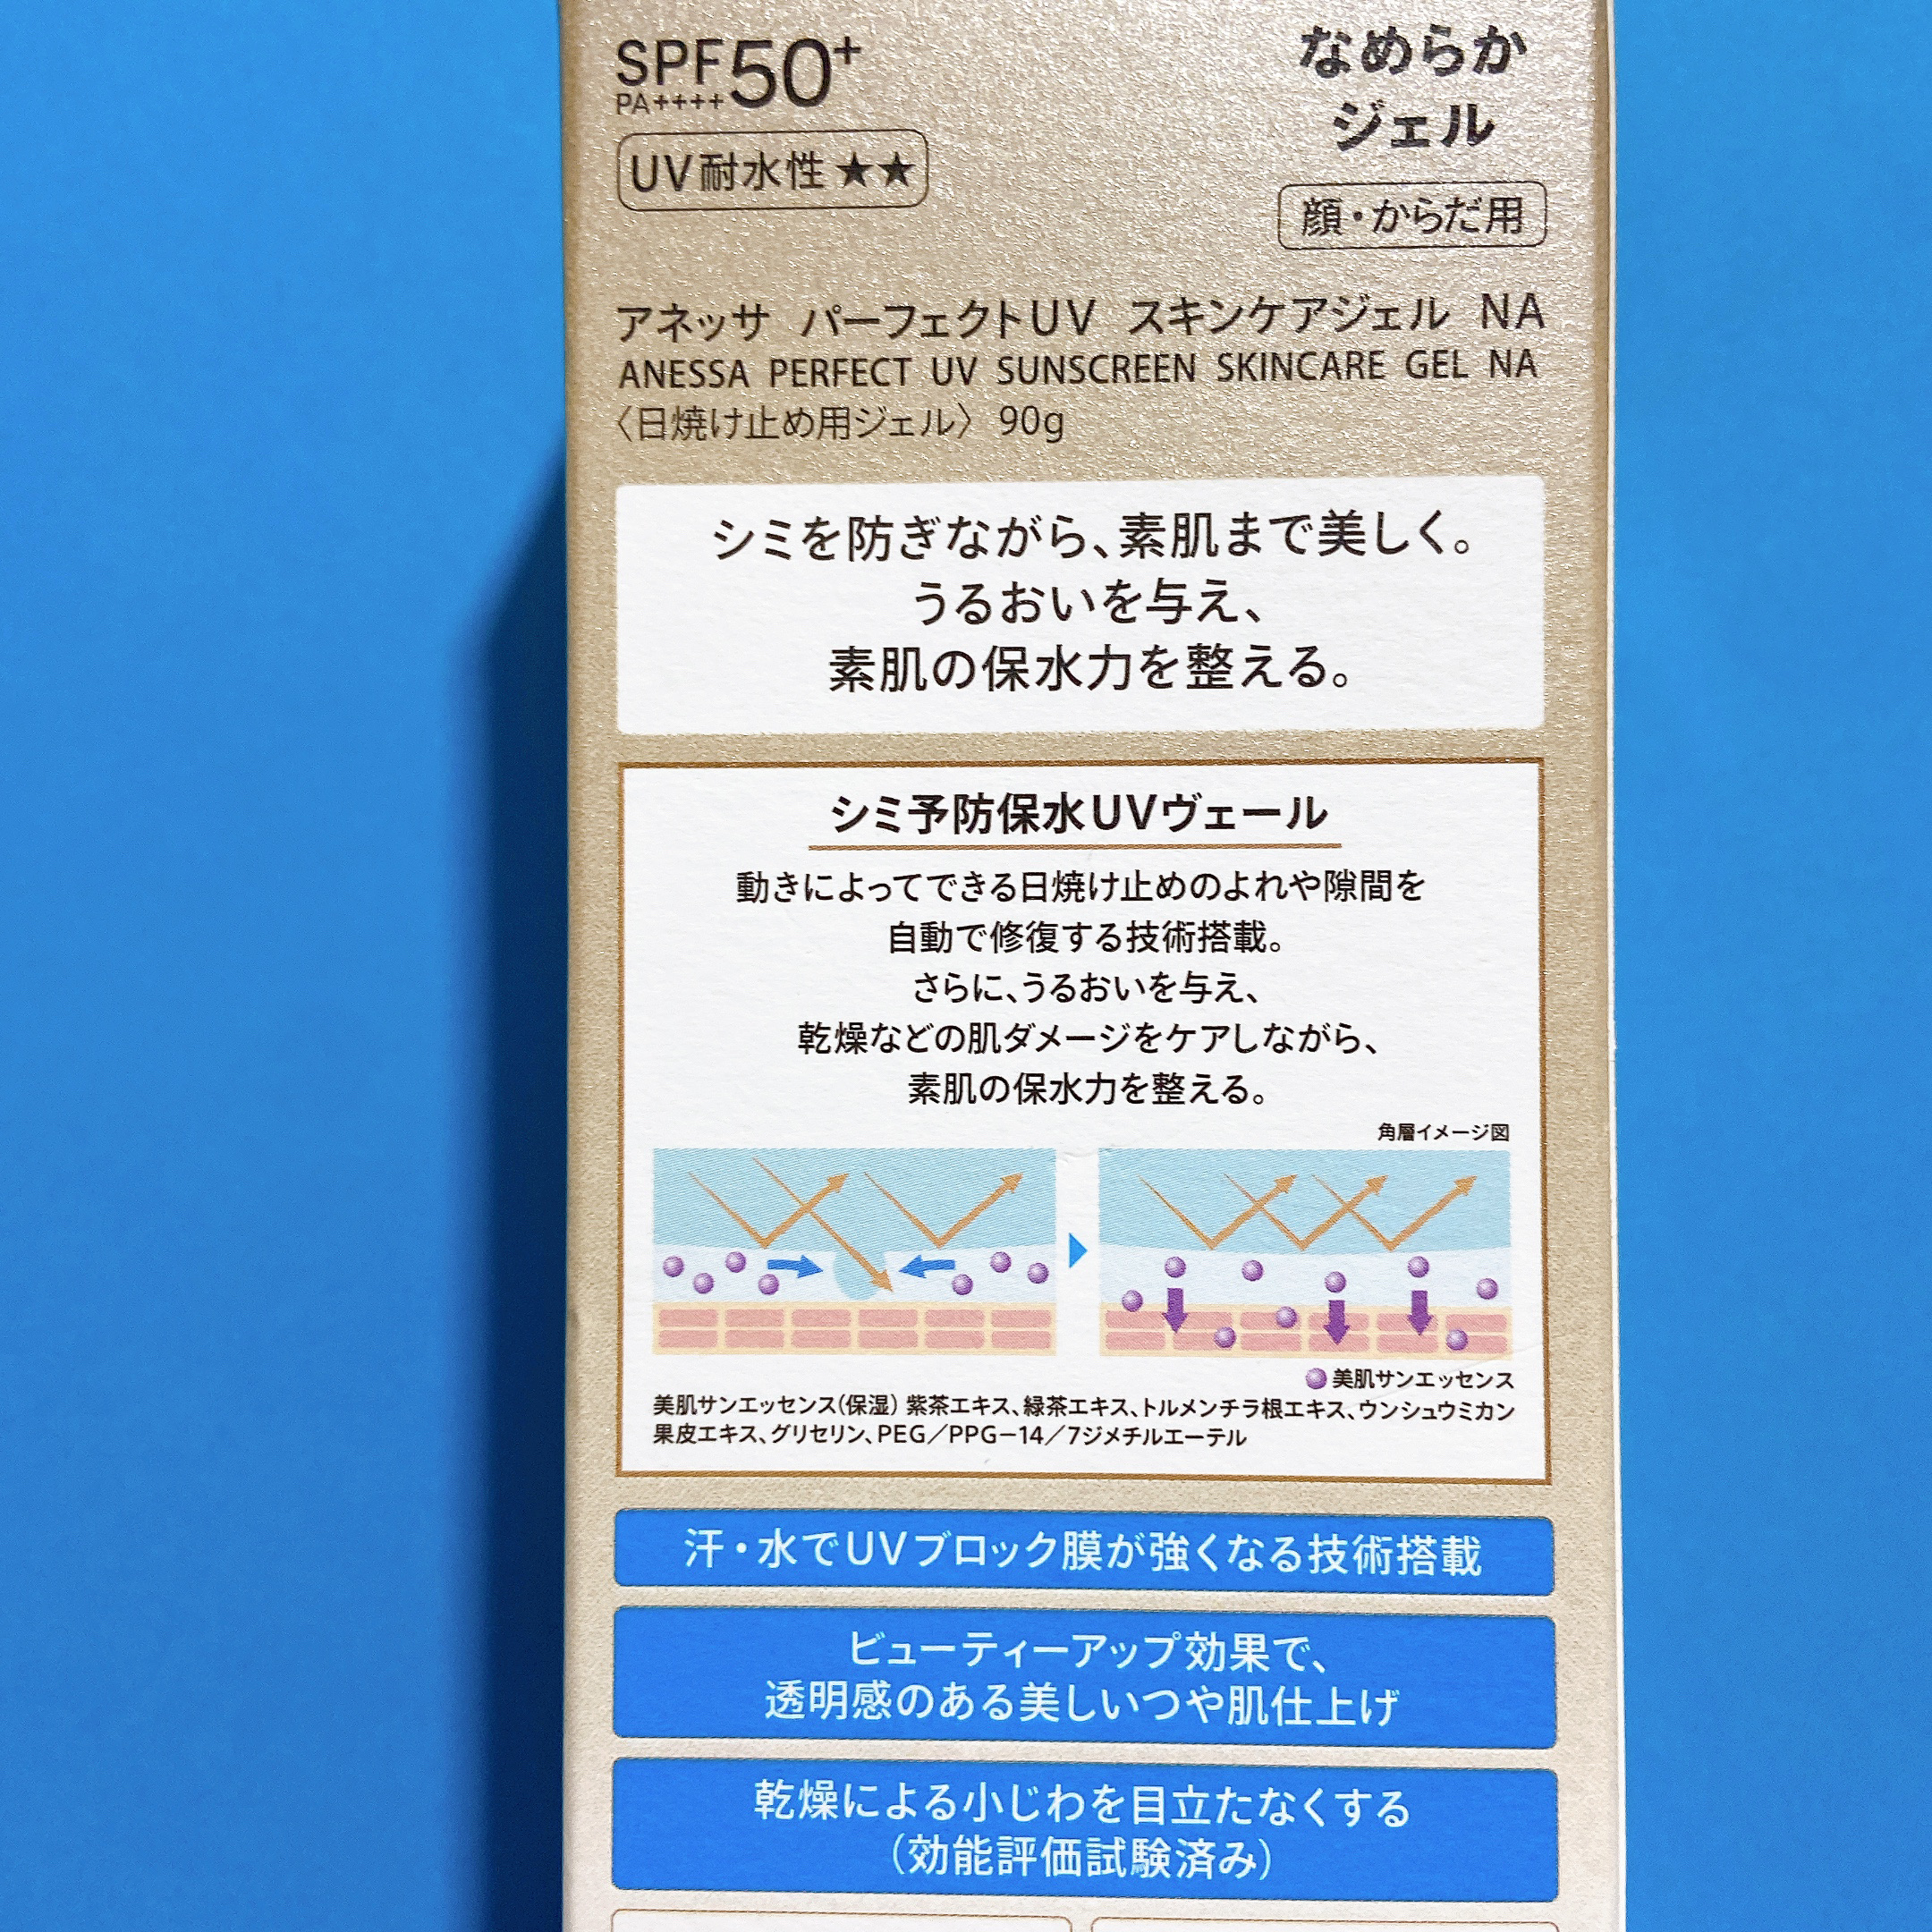 SPF50+
PA++++
UV耐水性★★
なめらか
ジェル
顔・からだ用
アネッサ パーフェクトUV スキンケアジェル NA
ANESSA PERFECT UV SUNSCREEN SKINCARE GEL NA
〈日焼け止め用ジェル〉 90g
シミを防ぎながら、素肌まで美しく。
うるおいを与え、
素肌の保水力を整える。
シミ予防保水UVヴェール
動きによってできる日焼け止めのよれや隙間を
自動で修復する技術搭載。
さらに、うるおいを与え、
乾燥などの肌ダメージをケアしながら、
素肌の保水力を整える。
角層イメージ図
美肌サンエッセンス
美肌サンエッセンス(保湿) 紫茶エキス、緑茶エキス、トルメンチラ根エキス、ウンシュウミカン
果皮エキス、グリセリン、PEG／PPG−14／7ジメチルエーテル
汗・水でUVブロック膜が強くなる技術搭載
ビューティーアップ効果で、
透明感のある美しいつや肌仕上げ
乾燥による小じわを目立たなくする
（効能評価試験済み）